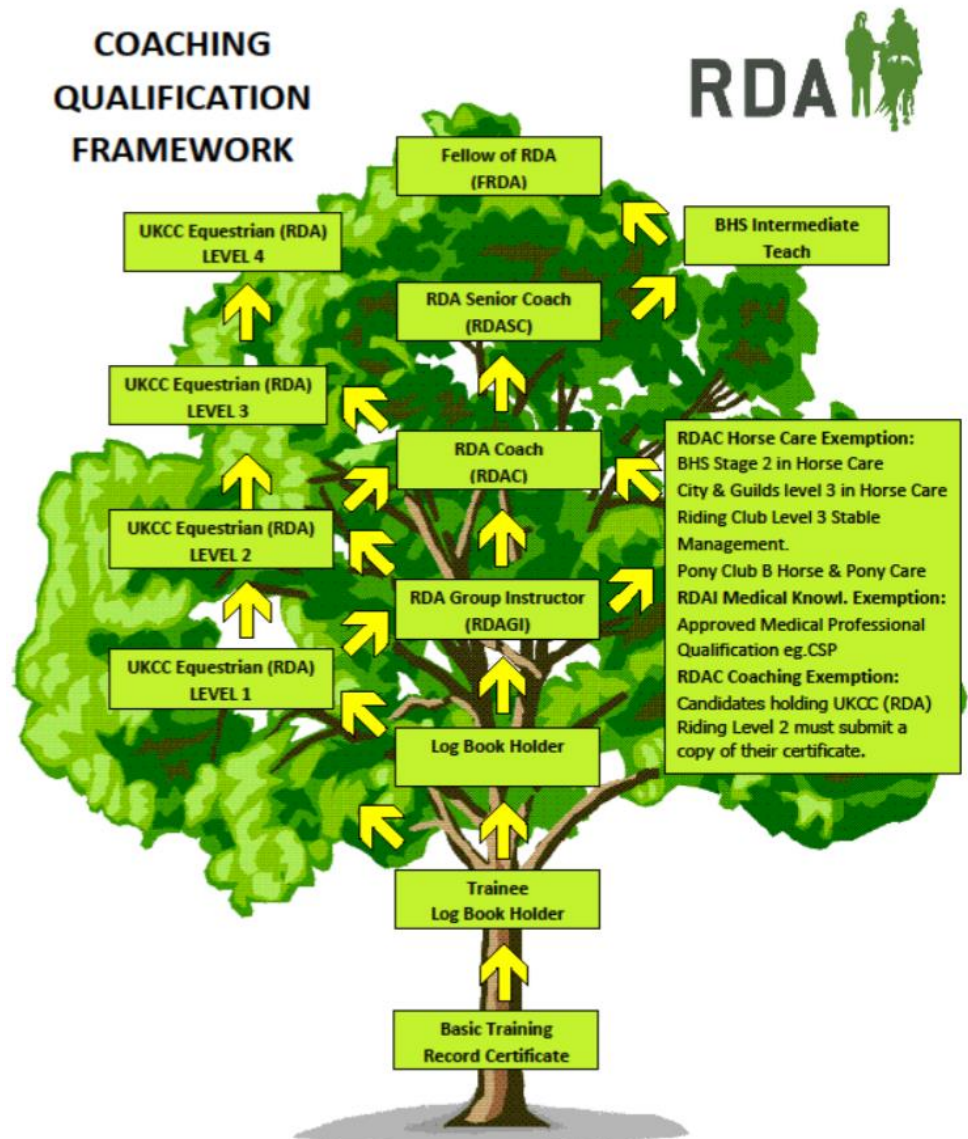 COACHING
QUALIFICATION
FRAMEWORK
RDA
Fellow of RDA
(FRDA)
UKCC Equestrian (RDA)
LEVEL 4
BHS Intermediate
Teach
RDA Senior Coach
(RDASC)
UKCC Equestrian (RDA)
LEVEL 3
RDA Coach
(RDAC)
RDAC Horse Care Exemption:
BHS Stage 2 in Horse Care
City & Guilds level 3 in Horse Care
Riding Club Level 3 Stable
Management.
Pony Club B Horse & Pony Care
RDAI Medical Knowl. Exemption:
Approved Medical Professional
Qualification eg.CSP
RDAC Coaching Exemption:
Candidates holding UKCC (RDA)
Riding Level 2 must submit a
copy of their certificate.
UKCC Equestrian (RDA)
LEVEL 2
RDA Group Instructor
(RDAGI)
UKCC Equestrian (RDA)
LEVEL 1
Log Book Holder
Trainee
Log Book Holder
Basic Training
Record Certificate